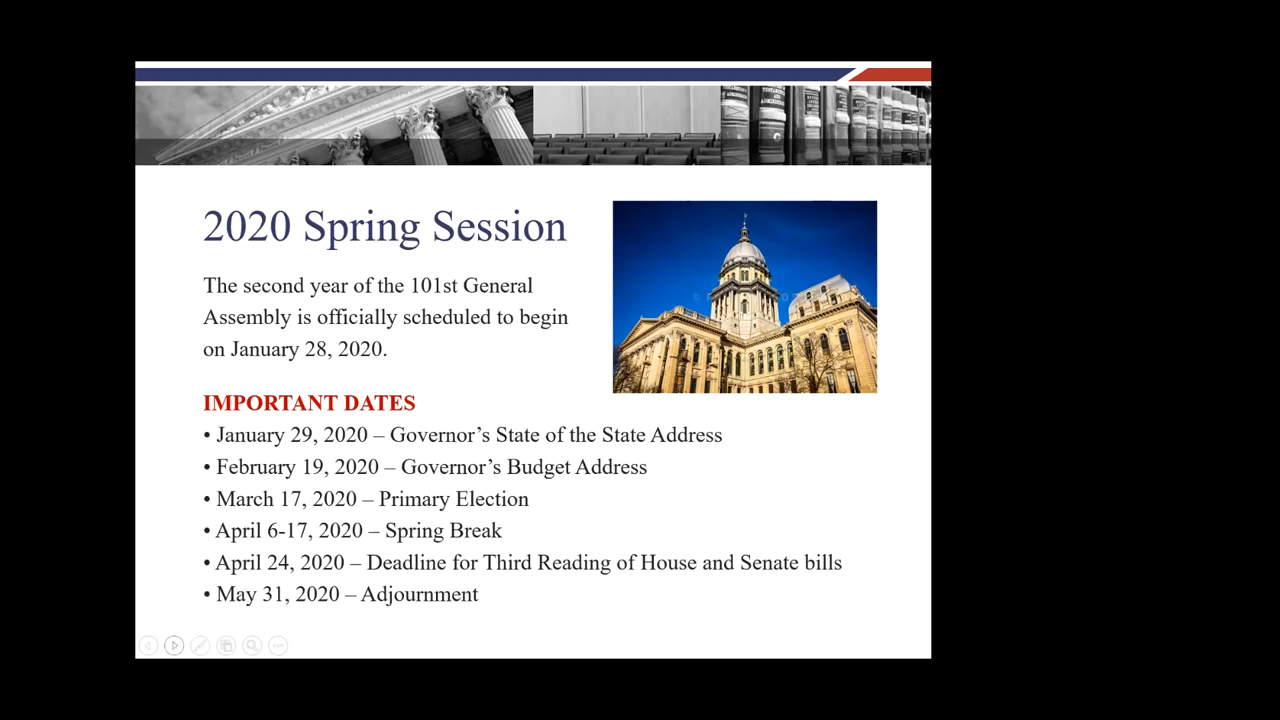 2020 Spring Session
The second year of the 101st General
Assembly is officially scheduled to begin
on January 28, 2020.
IMPORTANT DATES
• January 29, 2020 – Governor’s State of the State Address
• February 19, 2020 – Governor’s Budget Address
• March 17, 2020 – Primary Election
• April 6-17, 2020 – Spring Break
• April 24, 2020 – Deadline for Third Reading of House and Senate bills
• May 31, 2020 – Adjournment